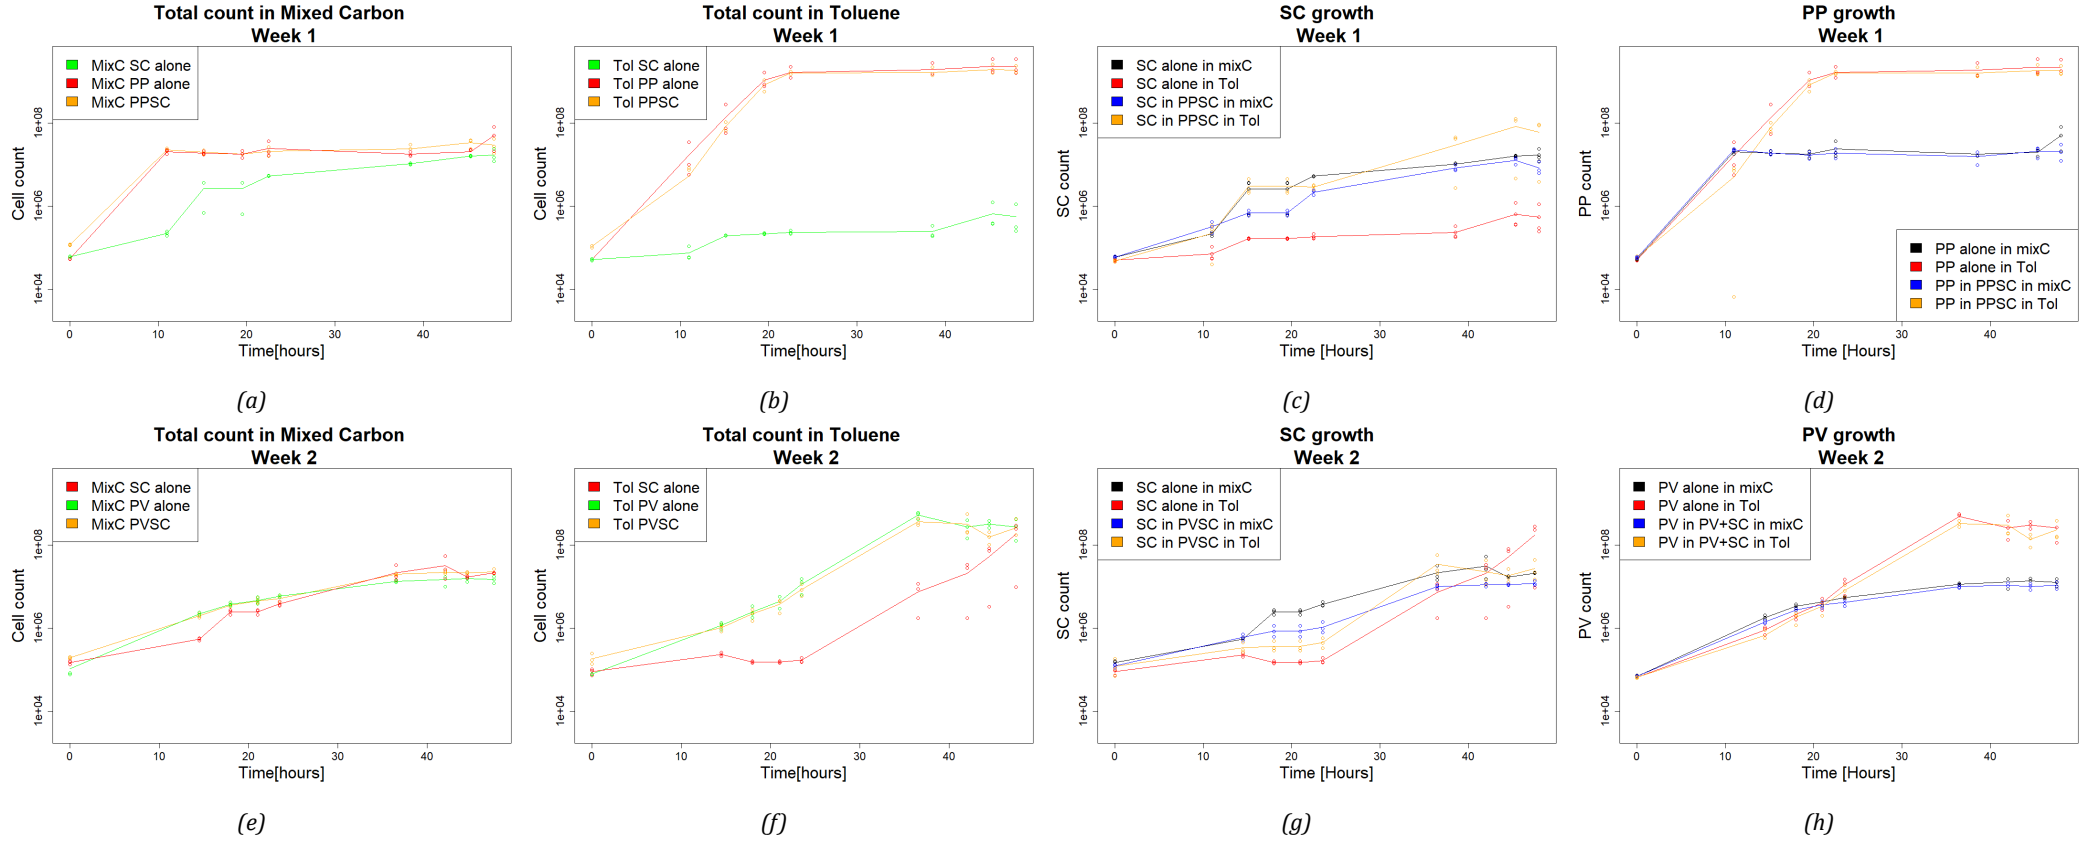 Total count in Mixed Carbon
Week 1
MixC SC alone
MixC PP alone
MixC PPSC
Cell count
1e+08
1e+06
1e+04
0
10
20
30
40
Time[hours]
(a)
Total count in Toluene
Week 1
Tol SC alone
Tol PP alone
Tol PPSC
Cell count
1e+08
1e+06
1e+04
0
10
20
30
40
Time[hours]
(b)
SC growth
Week 1
SC alone in mixC
SC alone in Tol
SC in PPSC in mixC
SC in PPSC in Tol
SC count
1e+08
1e+06
1e+04
0
10
20
30
40
Time [Hours]
(c)
PP growth
Week 1
PP alone in mixC
PP alone in Tol
PP in PPSC in mixC
PP in PPSC in Tol
PP count
1e+08
1e+06
1e+04
0
10
20
30
40
Time [Hours]
(d)
Total count in Mixed Carbon
Week 2
MixC SC alone
MixC PV alone
MixC PVSC
Cell count
1e+08
1e+06
1e+04
0
10
20
30
40
Time[hours]
(e)
Total count in Toluene
Week 2
Tol SC alone
Tol PV alone
Tol PVSC
Cell count
1e+08
1e+06
1e+04
0
10
20
30
40
Time[hours]
(f)
SC growth
Week 2
SC alone in mixC
SC alone in Tol
SC in PVSC in mixC
SC in PVSC in Tol
SC count
1e+08
1e+06
1e+04
0
10
20
30
40
Time [Hours]
(g)
PV growth
Week 2
PV alone in mixC
PV alone in Tol
PV in PV+SC in mixC
PV in PV+SC in Tol
PV count
1e+08
1e+06
1e+04
0
10
20
30
40
Time [Hours]
(h)